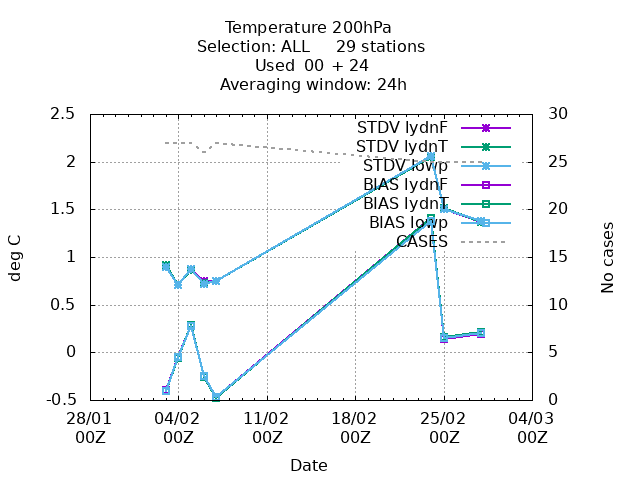 Temperature 200hPa
Selection: ALL 29 stations
Used 00 + 24
Averaging window: 24h
2.5
2
1.5
1
0.5
0
-0.5
30
25
20
15
10
5
0
deg C
No cases
STDV lydnF
STDV lydnT
STDV lowp
BIAS lydnF
BIAS lydnT
BIAS lowp
CASES
28/01 04/02 11/02 18/02 25/02 04/03
00Z 00Z 00Z 00Z 00Z 00Z
Date